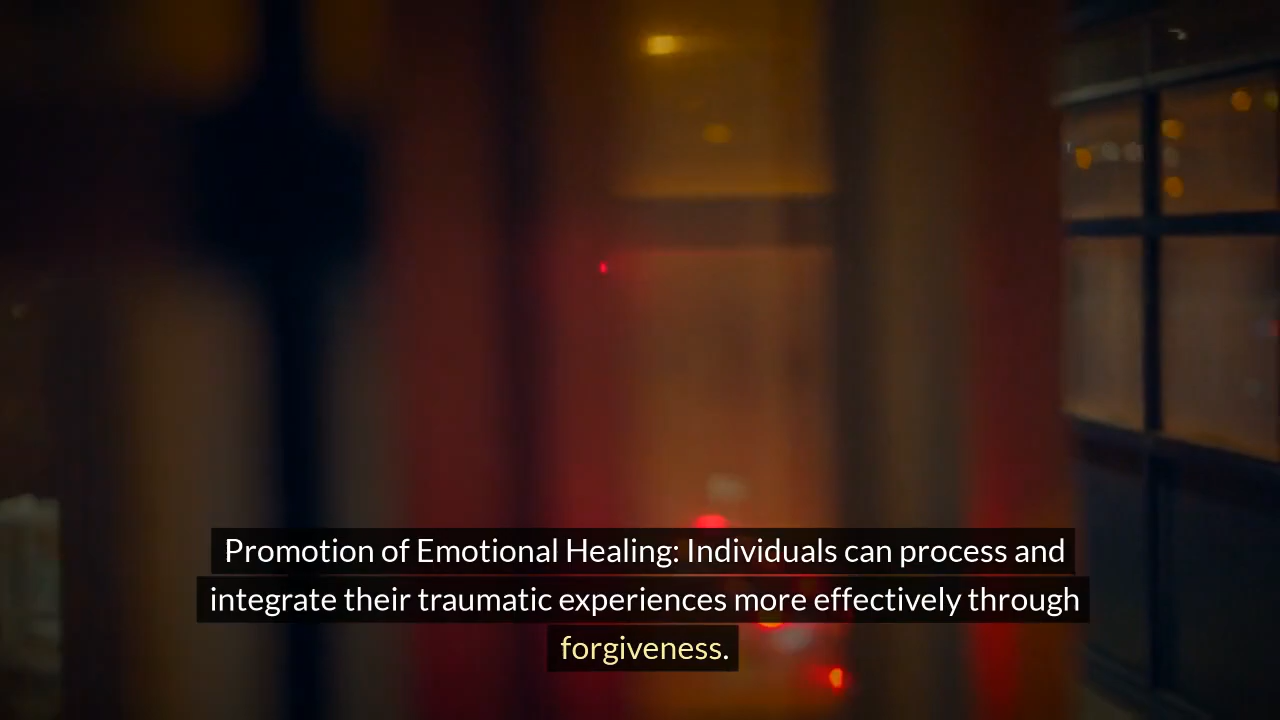 Promotion of Emotional Healing: Individuals can process and
integrate their traumatic experiences more effectively through
forgiveness.